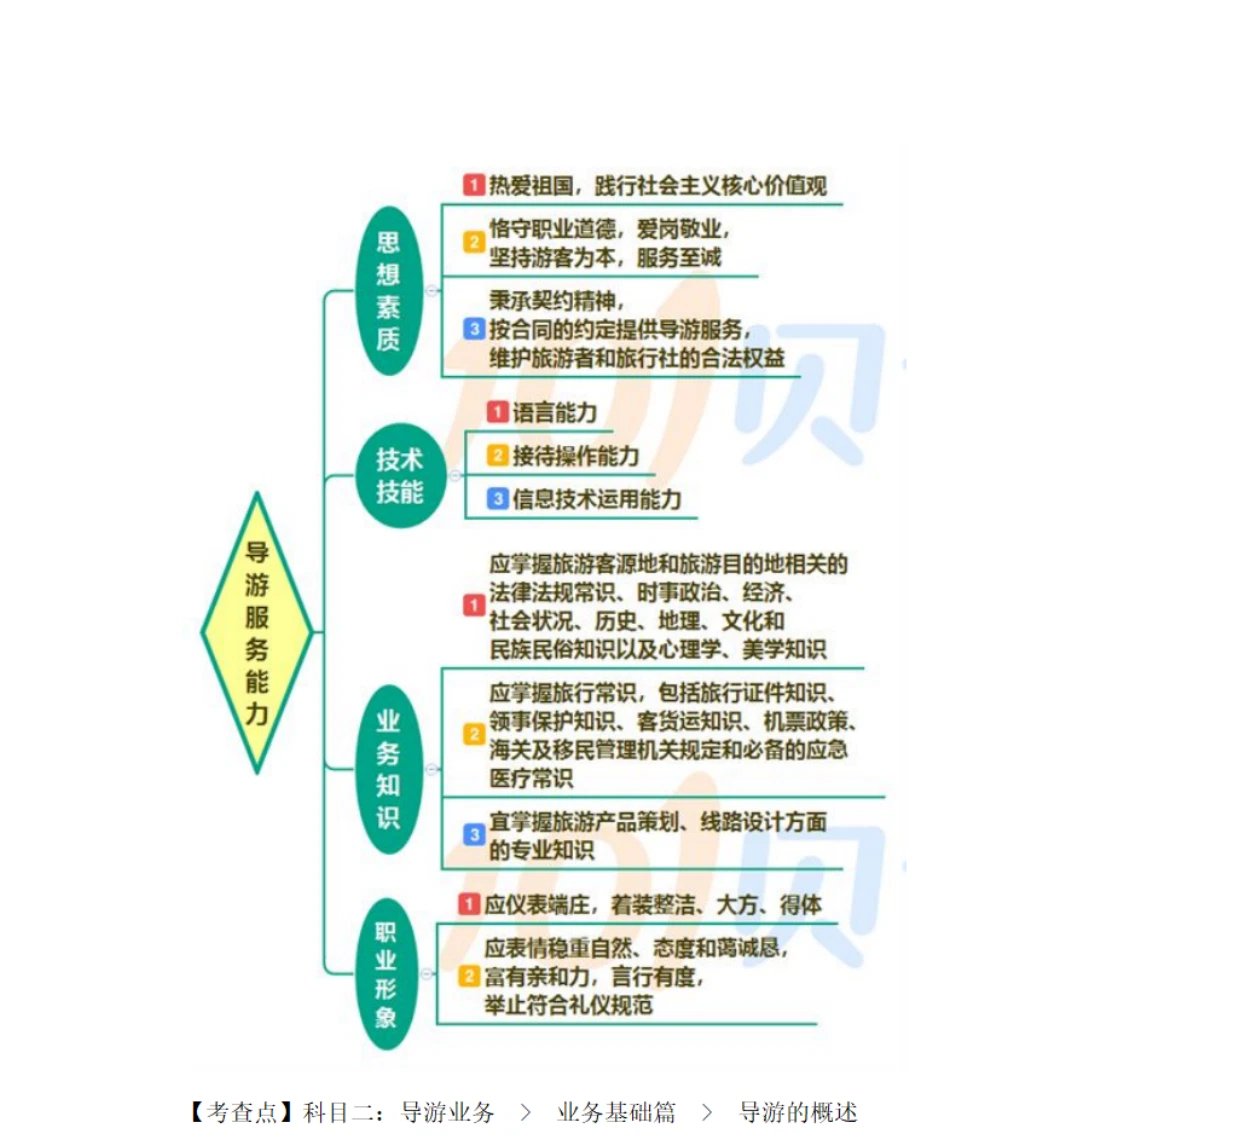 导游服务能力
思想素质
1 热爱祖国，践行社会主义核心价值观
2 恪守职业道德，爱岗敬业，
坚持游客为本，服务至诚
3 秉承契约精神，
按合同的约定提供导游服务，
维护旅游者和旅行社的合法权益
技术
技能
1 语言能力
2 接待操作能力
3 信息技术运用能力
业务知识
1 应掌握旅游客源地和旅游目的地相关的
法律法规常识、时事政治、经济、
社会状况、历史、地理、文化和
民族民俗知识以及心理学、美学知识
2 应掌握旅行常识，包括旅行证件知识、
领事保护知识、客货运知识、机票政策、
海关及移民管理机关规定和必备的应急
医疗常识
3 宜掌握旅游产品策划、线路设计方面
的专业知识
职业形象
1 应仪表端庄，着装整洁、大方、得体
2 应表情稳重自然、态度和蔼诚恳，
富有亲和力，言行有度，
举止符合礼仪规范
101贝
101贝
【考查点】科目二：导游业务 > 业务基础篇 > 导游的概述